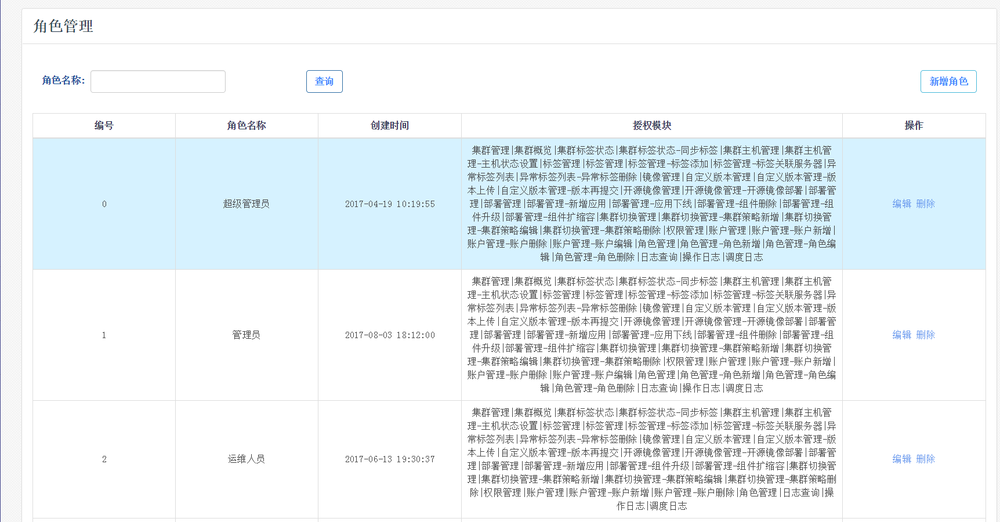 角色管理
角色名称:
查询
新增角色
编号 角色名称 创建时间 授权模块 操作
集群管理|集群概览|集群标签状态|集群标签状态-同步标签|集群主机管理|集群主机管
理-主机状态设置|标签管理|标签管理|标签管理-标签添加|标签管理-标签关联服务器|异
常标签列表|异常标签列表-异常标签删除|镜像管理|自定义版本管理|自定义版本管理-版
本上传|自定义版本管理-版本再提交|开源镜像管理|开源镜像管理-开源镜像部署|部署管
0 超级管理员 2017-04-19 10:19:55 理|部署管理|部署管理-新增应用|部署管理-应用下线|部署管理-组件删除|部署管理-组 编辑 删除
件升级|部署管理-组件扩缩容|集群切换管理|集群切换管理-集群策略新增|集群切换管
理-集群策略编辑|集群切换管理-集群策略删除|权限管理|账户管理|账户管理-账户新增|
账户管理-账户删除|账户管理-账户编辑|角色管理|角色管理-角色新增|角色管理-角色编
辑|角色管理-角色删除|日志查询|操作日志|调度日志
集群管理|集群概览|集群标签状态|集群标签状态-同步标签|集群主机管理|集群主机管
理-主机状态设置|标签管理|标签管理|标签管理-标签添加|标签管理-标签关联服务器|异
常标签列表|异常标签列表-异常标签删除|镜像管理|自定义版本管理|自定义版本管理-版
本上传|自定义版本管理-版本再提交|开源镜像管理|开源镜像管理-开源镜像部署|部署管
1 管理员 2017-08-03 18:12:00 理|部署管理|部署管理-新增应用|部署管理-应用下线|部署管理-组件删除|部署管理-组 编辑 删除
件升级|部署管理-组件扩缩容|集群切换管理|集群切换管理-集群策略新增|集群切换管
理-集群策略编辑|集群切换管理-集群策略删除|权限管理|账户管理|账户管理-账户新增|
账户管理-账户删除|账户管理-账户编辑|角色管理|角色管理-角色新增|角色管理-角色编
辑|角色管理-角色删除|日志查询|操作日志|调度日志
集群管理|集群概览|集群标签状态|集群标签状态-同步标签|集群主机管理|集群主机管
理-主机状态设置|标签管理|标签管理|标签管理-标签添加|标签管理-标签关联服务器|异
常标签列表|异常标签列表-异常标签删除|镜像管理|自定义版本管理|自定义版本管理-版
本上传|自定义版本管理-版本再提交|开源镜像管理|开源镜像管理-开源镜像部署|部署管
2 运维人员 2017-06-13 19:30:37 理|部署管理|部署管理-新增应用|部署管理-组件升级|部署管理-组件扩缩容|集群切换管 编辑 删除
理|集群切换管理-集群策略新增|集群切换管理-集群策略编辑|集群切换管理-集群策略删
除|权限管理|账户管理|账户管理-账户新增|账户管理-账户删除|角色管理|日志查询|操
作日志|调度日志